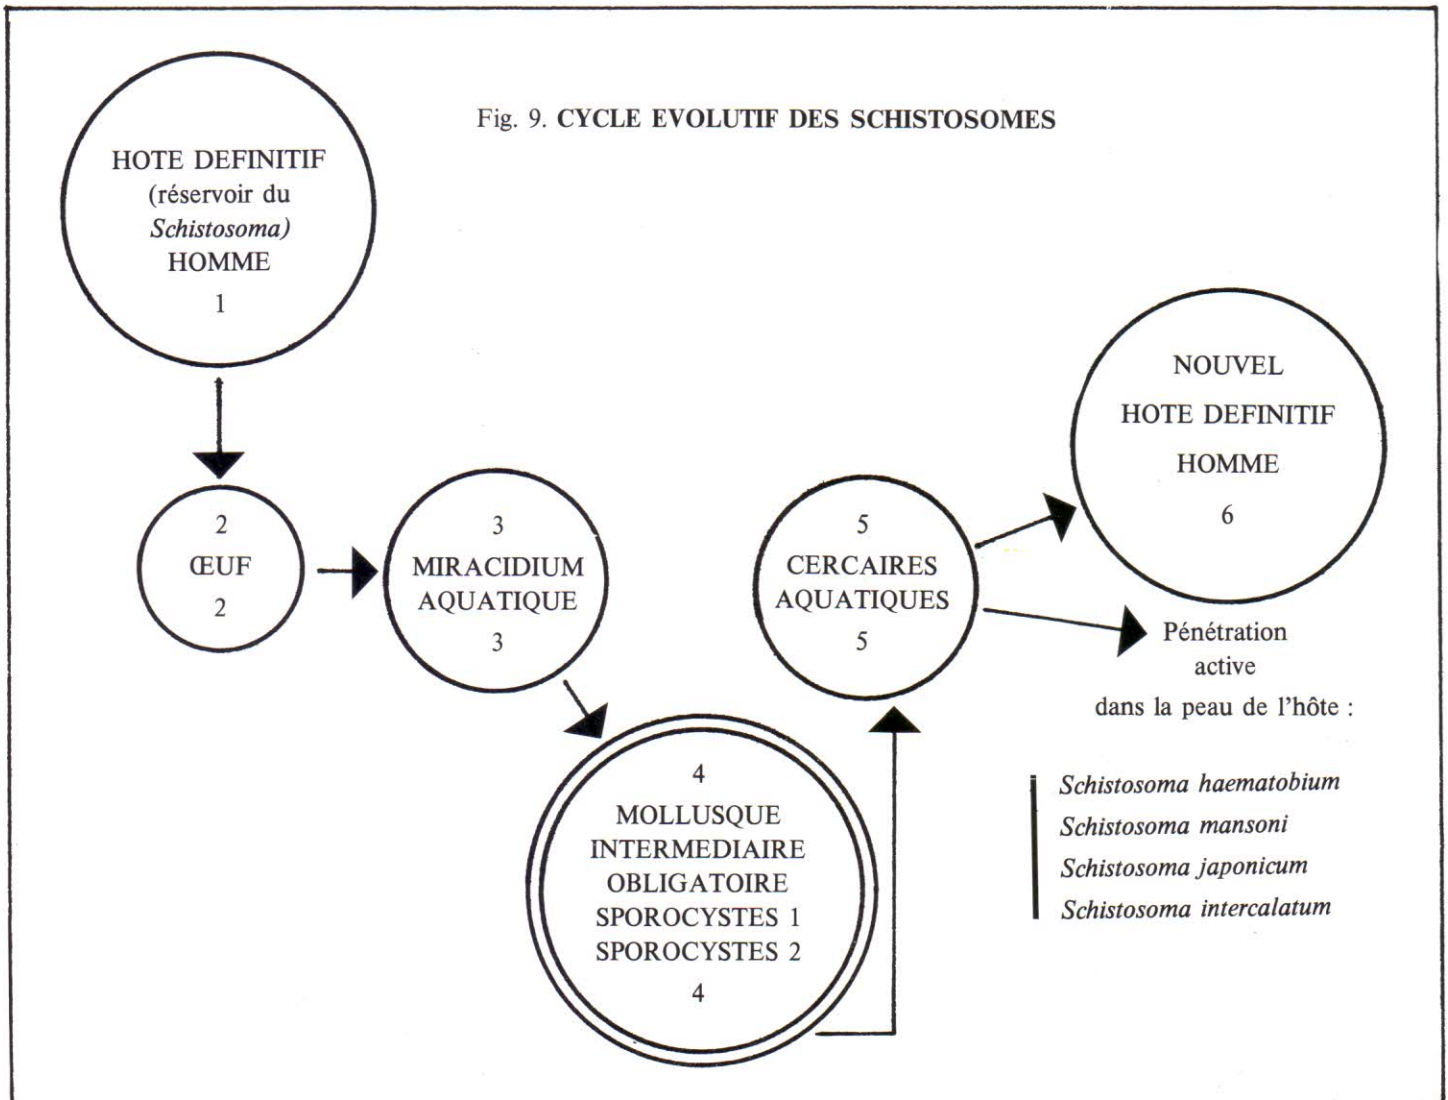 Fig. 9. CYCLE EVOLUTIF DES SCHISTOSOMES
HOTE DEFINITIF
(réservoir du
Schistosoma)
HOMME
1
2
ŒUF
2
3
MIRACIDIUM
AQUATIQUE
3
4
MOLLUSQUE
INTERMEDIAIRE
OBLIGATOIRE
SPOROCYSTES 1
SPOROCYSTES 2
4
5
CERCAIRES
AQUATIQUES
5
NOUVEL
HOTE DEFINITIF
HOMME
6
Pénétration
active
dans la peau de l'hôte :
Schistosoma haematobium
Schistosoma mansoni
Schistosoma japonicum
Schistosoma intercalatum